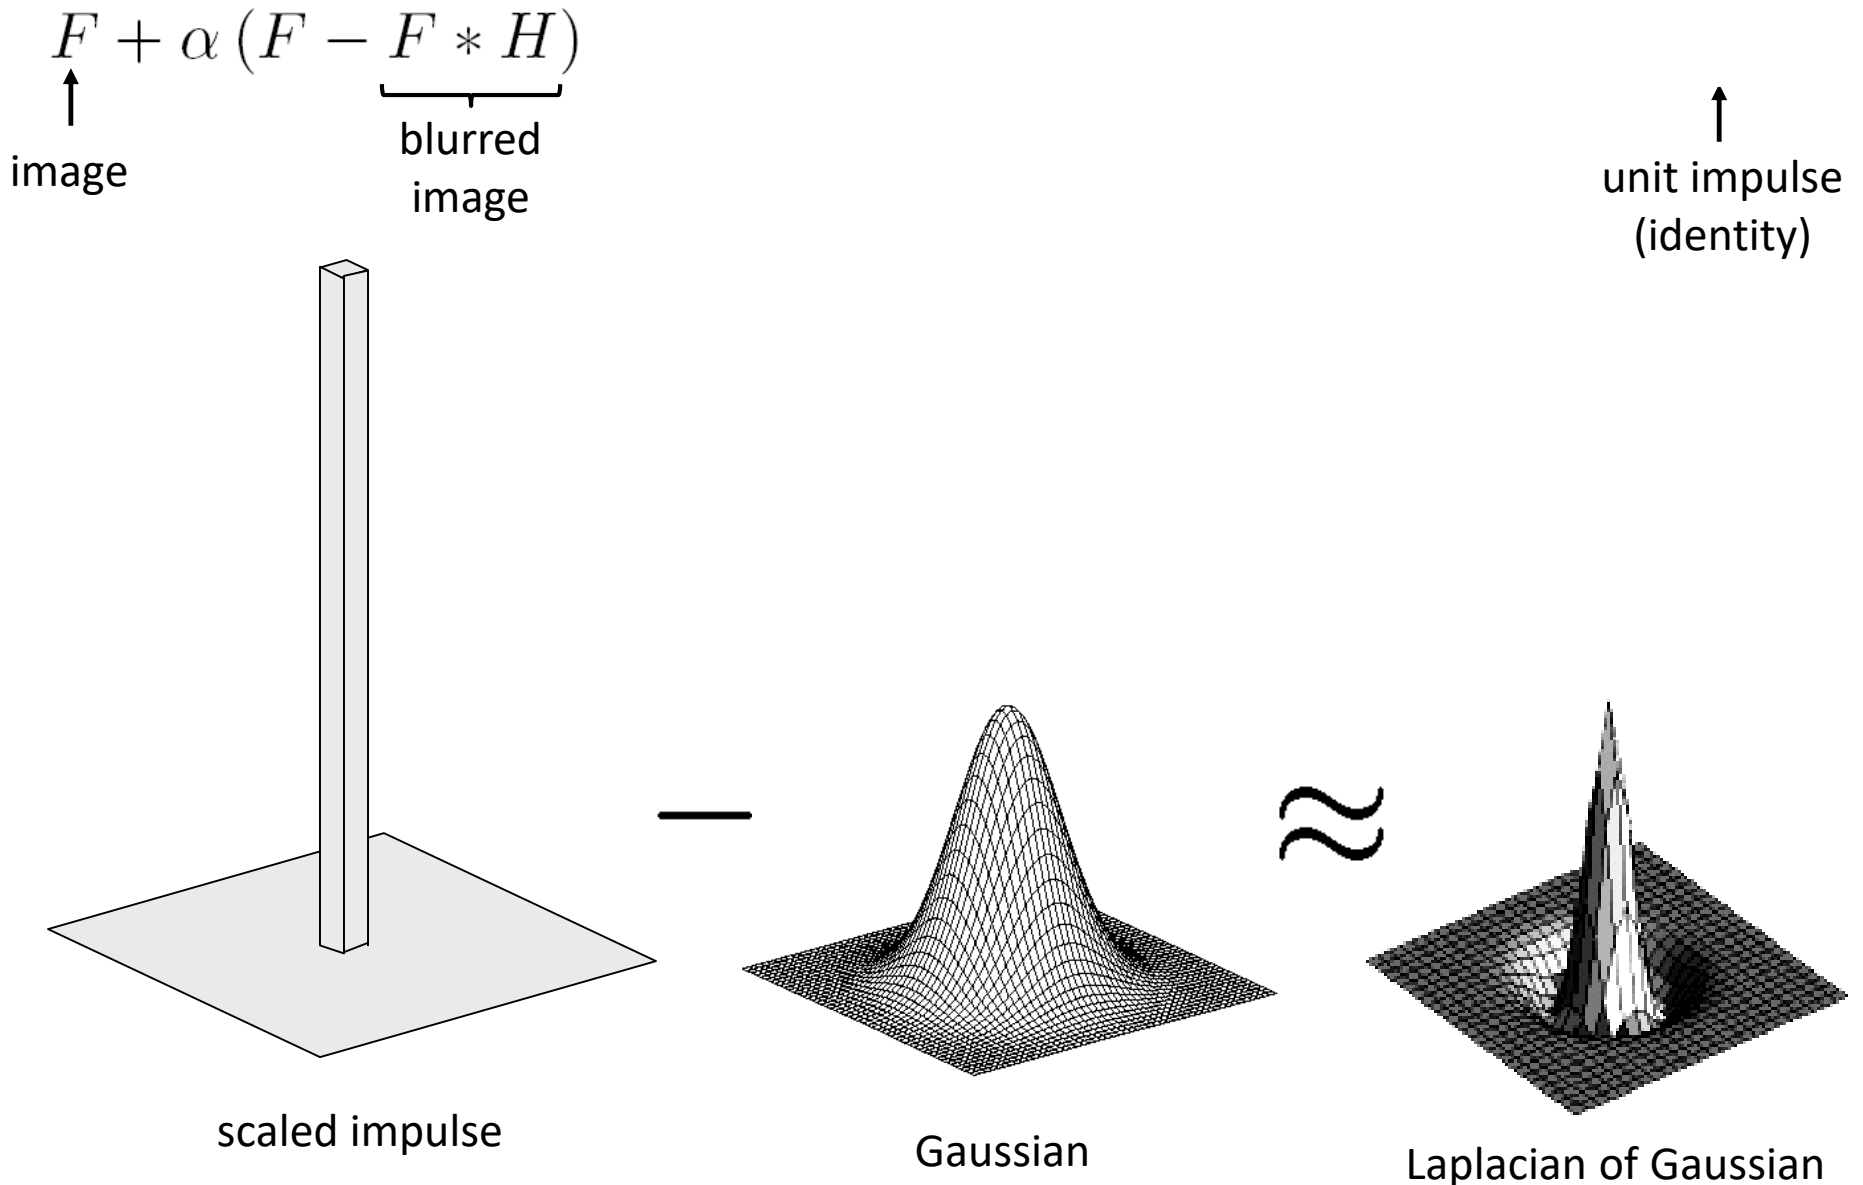 F + α (F − F ∗ H)
image
blurred
image
unit impulse
(identity)
−
≈
scaled impulse
Gaussian
Laplacian of Gaussian